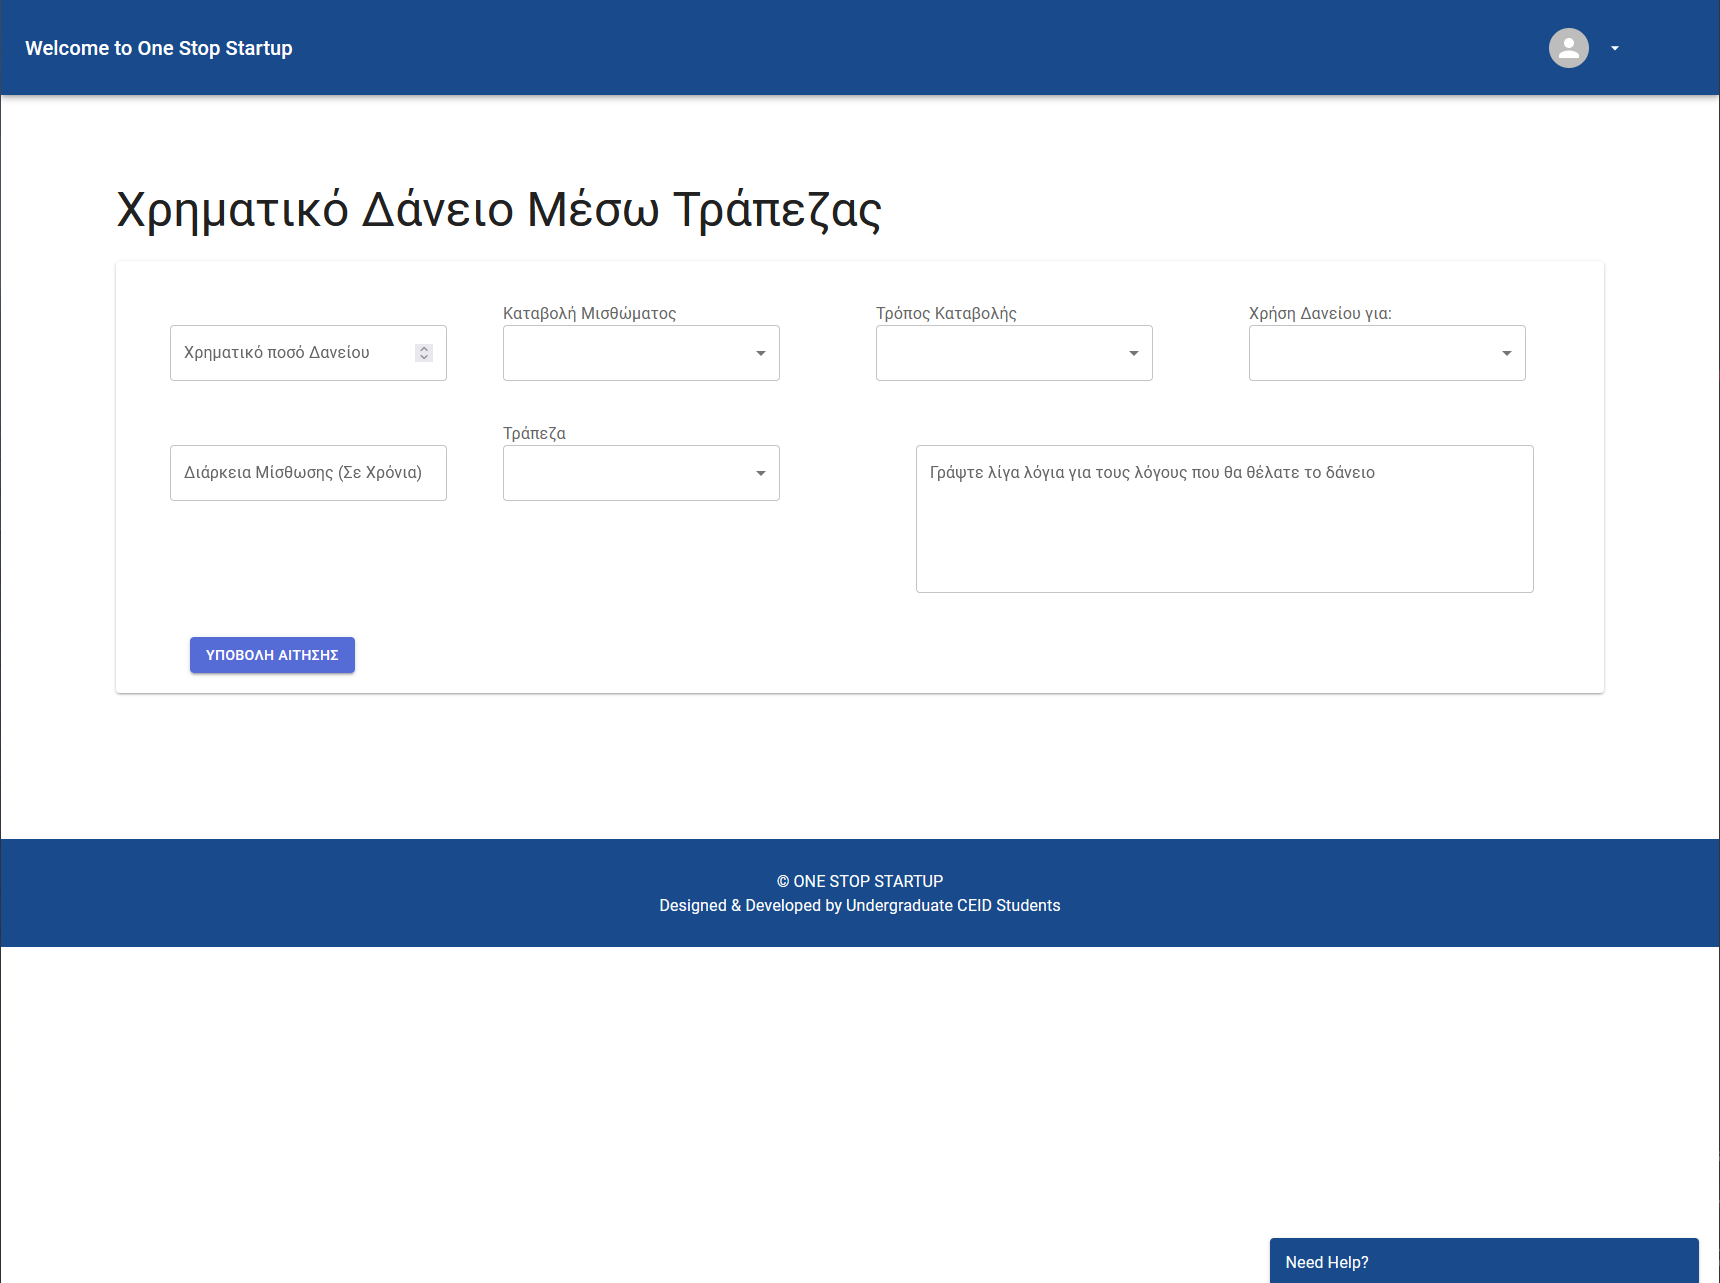 Welcome to One Stop Startup
Χρηματικό Δάνειο Μέσω Τράπεζας
Καταβολή Μισθώματος
Τρόπος Καταβολής
Χρήση Δανείου για:
Χρηματικό ποσό Δανείου
Τράπεζα
Διάρκεια Μίσθωσης (Σε Χρόνια)
Γράψτε λίγα λόγια για τους λόγους που θα θέλατε το δάνειο
ΥΠΟΒΟΛΗ ΑΙΤΗΣΗΣ
© ONE STOP STARTUP
Designed & Developed by Undergraduate CEID Students
Need Help?